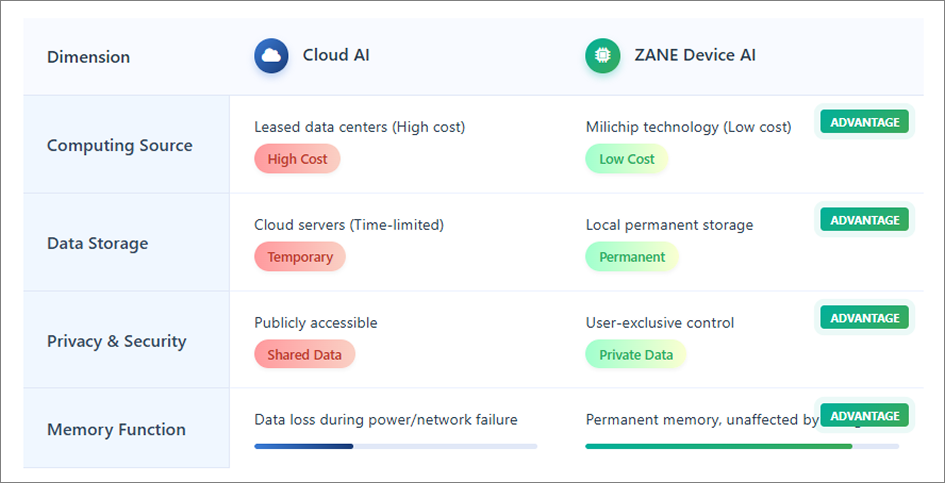 Dimension
Cloud AI
ZANE Device AI
Computing Source
Leased data centers (High cost)
High Cost
Milichip technology (Low cost)
Low Cost
ADVANTAGE
Data Storage
Cloud servers (Time-limited)
Temporary
Local permanent storage
Permanent
ADVANTAGE
Privacy & Security
Publicly accessible
Shared Data
User-exclusive control
Private Data
ADVANTAGE
Memory Function
Data loss during power/network failure
Permanent memory, unaffected by
ADVANTAGE